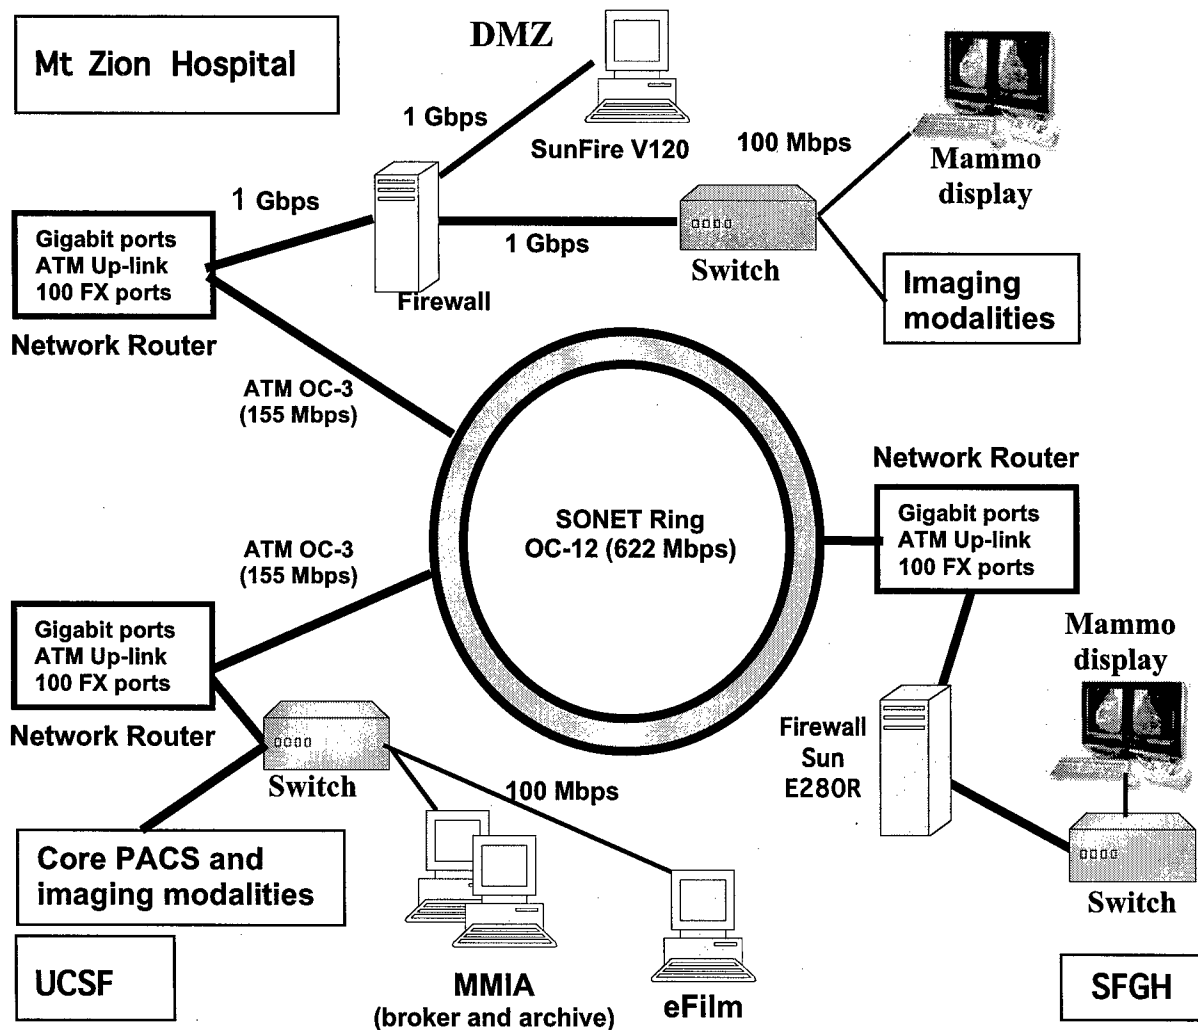 Mt Zion Hospital
DMZ
SunFire V120
1 Gbps
1 Gbps
1 Gbps
Firewall
Switch
100 Mbps
Mammo
display
Imaging
modalities
Gigabit ports
ATM Up-link
100 FX ports
Network Router
ATM OC-3
(155 Mbps)
SONET Ring
OC-12 (622 Mbps)
Network Router
Gigabit ports
ATM Up-link
100 FX ports
ATM OC-3
(155 Mbps)
Gigabit ports
ATM Up-link
100 FX ports
Network Router
Switch
100 Mbps
Core PACS and
imaging modalities
UCSF
MMIA
(broker and archive)
eFilm
Firewall
Sun
E280R
Mammo
display
Switch
SFGH